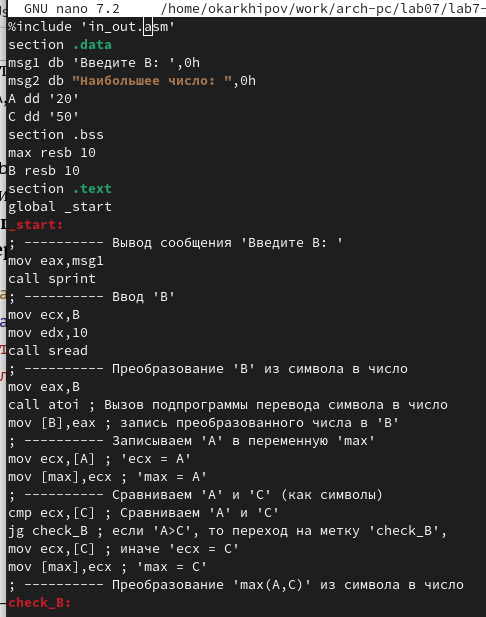 GNU nano 7.2 /home/okarkhipov/work/arch-pc/lab07/lab7-
%include 'in_out.asm'
section .data
msg1 db 'Введите B: ',0h
msg2 db "Наибольшее число: ",0h
A dd '20'
C dd '50'
section .bss
max resb 10
B resb 10
section .text
global _start
_start:
; ---------- Вывод сообщения 'Введите B: '
mov eax,msg1
call sprint
; ---------- Ввод 'B'
mov ecx,B
mov edx,10
call sread
; ---------- Преобразование 'B' из символа в число
mov eax,B
call atoi ; Вызов подпрограммы перевода символа в число
mov [B],eax ; запись преобразованного числа в 'B'
; ---------- Записываем 'A' в переменную 'max'
mov ecx,[A] ; 'ecx = A'
mov [max],ecx ; 'max = A'
; ---------- Сравниваем 'A' и 'С' (как символы)
cmp ecx,[C] ; Сравниваем 'A' и 'С'
jg check_B ; если 'A>C', то переход на метку 'check_B',
mov ecx,[C] ; иначе 'ecx = C'
mov [max],ecx ; 'max = C'
; ---------- Преобразование 'max(A,C)' из символа в число
check_B: